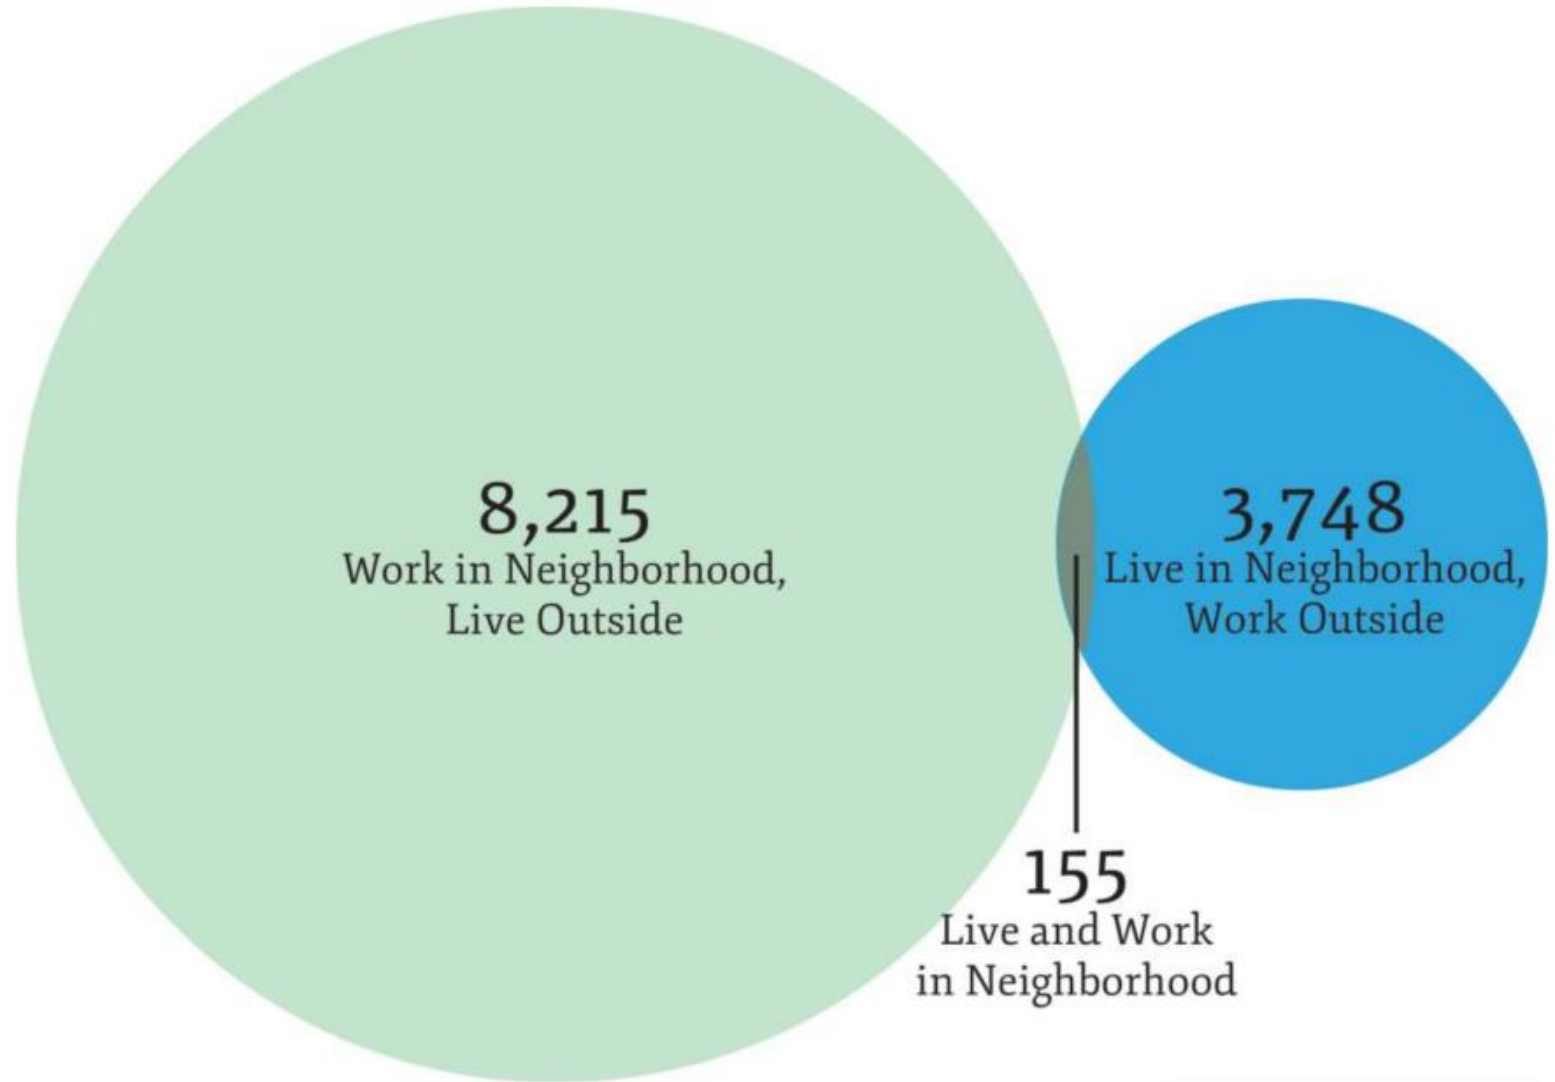 8,215
Work in Neighborhood,
Live Outside
3,748
Live in Neighborhood,
Work Outside
155
Live and Work
in Neighborhood